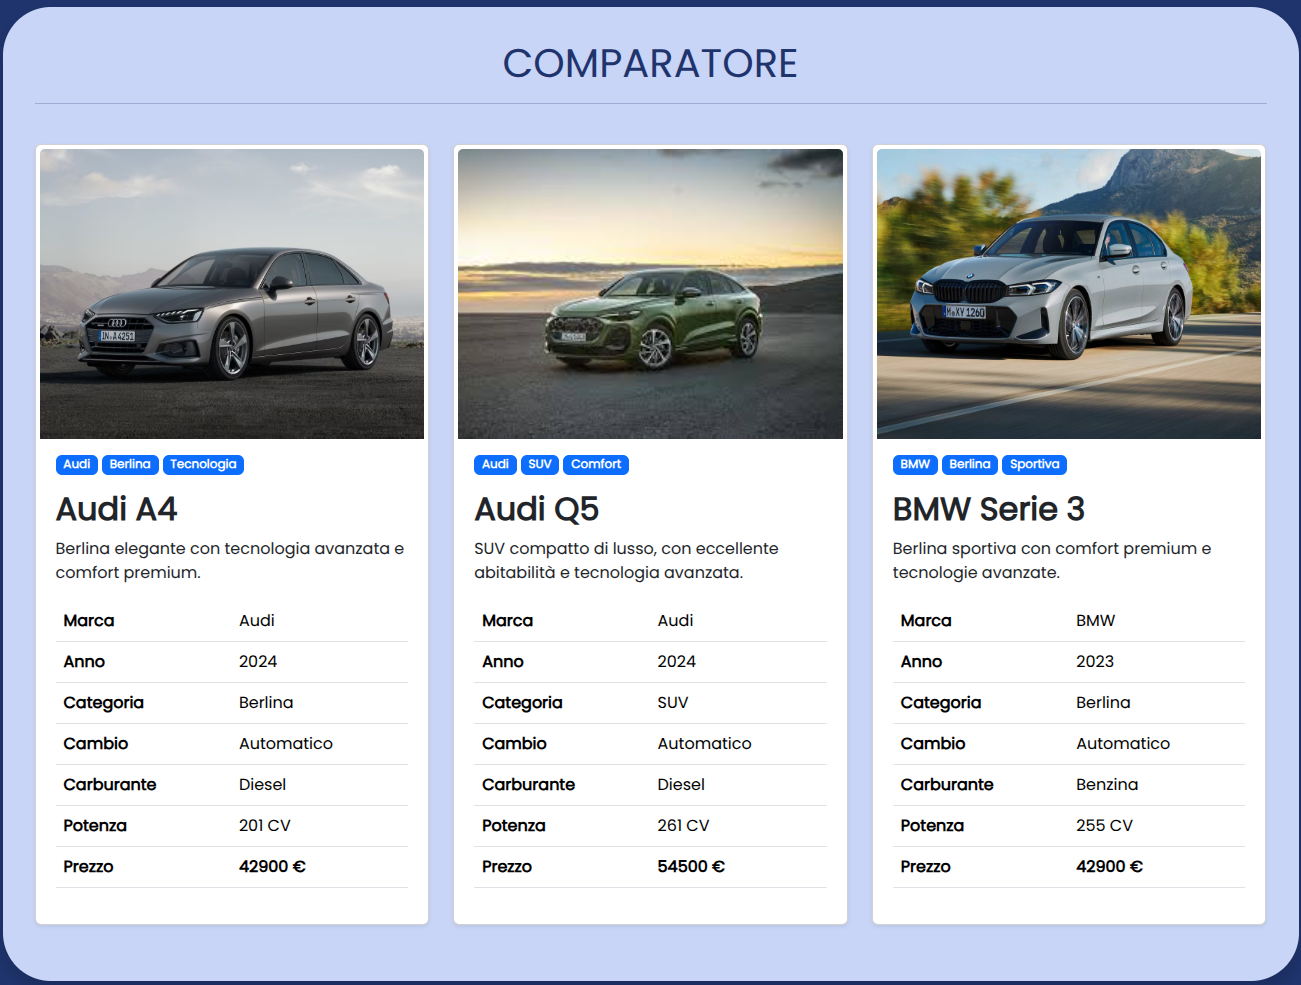 COMPARATORE
IN A4251
M XY 1260
Audi Berlina Tecnologia
Audi A4
Berlina elegante con tecnologia avanzata e
comfort premium.
Marca Audi
Anno 2024
Categoria Berlina
Cambio Automatico
Carburante Diesel
Potenza 201 CV
Prezzo 42900 €
Audi SUV Comfort
Audi Q5
SUV compatto di lusso, con eccellente
abitabilità e tecnologia avanzata.
Marca Audi
Anno 2024
Categoria SUV
Cambio Automatico
Carburante Diesel
Potenza 261 CV
Prezzo 54500 €
BMW Berlina Sportiva
BMW Serie 3
Berlina sportiva con comfort premium e
tecnologie avanzate.
Marca BMW
Anno 2023
Categoria Berlina
Cambio Automatico
Carburante Benzina
Potenza 255 CV
Prezzo 42900 €